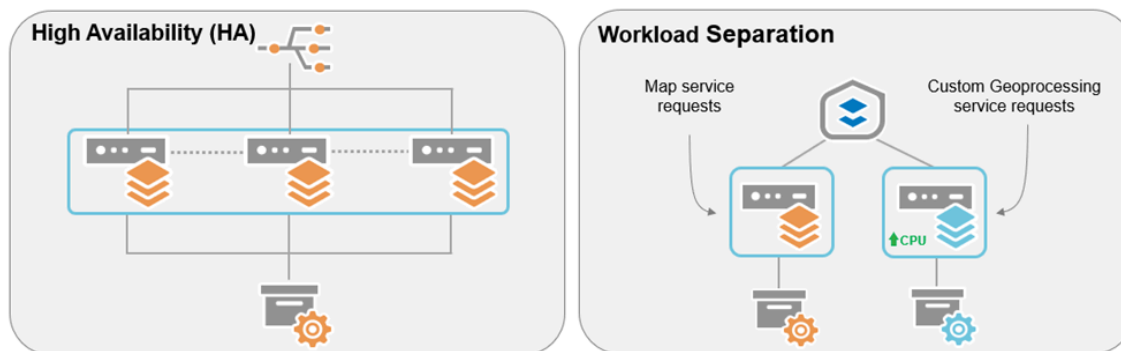 High Availability (HA)
Workload Separation
Map service
requests
Custom Geoprocessing
service requests
CPU